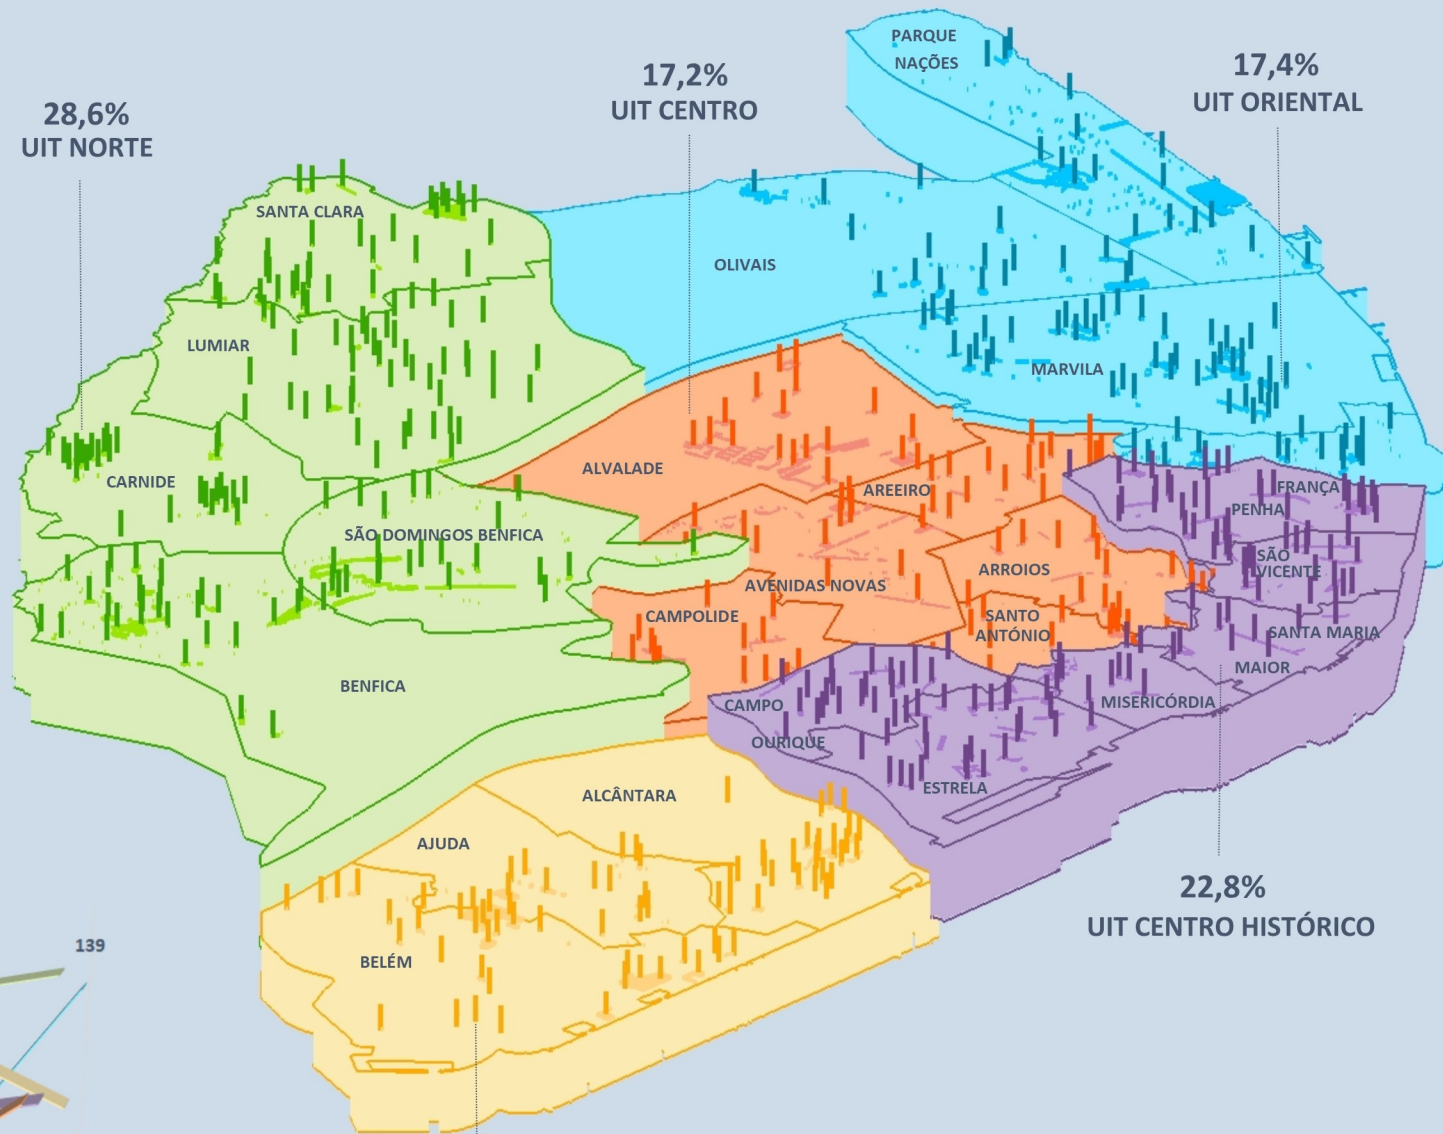 PARQUE
NAÇÕES
17,2%
UIT CENTRO
17,4%
UIT ORIENTAL
28,6%
UIT NORTE
SANTA CLARA
OLIVAIS
LUMIAR
MARVILA
ALVALADE
CARNIDE
AREEIRO
FRANÇA
PENHA
SÃO DOMINGOS BENFICA
SÃO
VICENTE
ARROIOS
AVENIDAS NOVAS
CAMPOLIDE
SANTO
ANTÓNIO
SANTA MARIA
MAIOR
BENFICA
CAMPO
OURIQUE
MISERICÓRDIA
ESTRELA
ALCÂNTARA
AJUDA
22,8%
UIT CENTRO HISTÓRICO
139
BELÉM